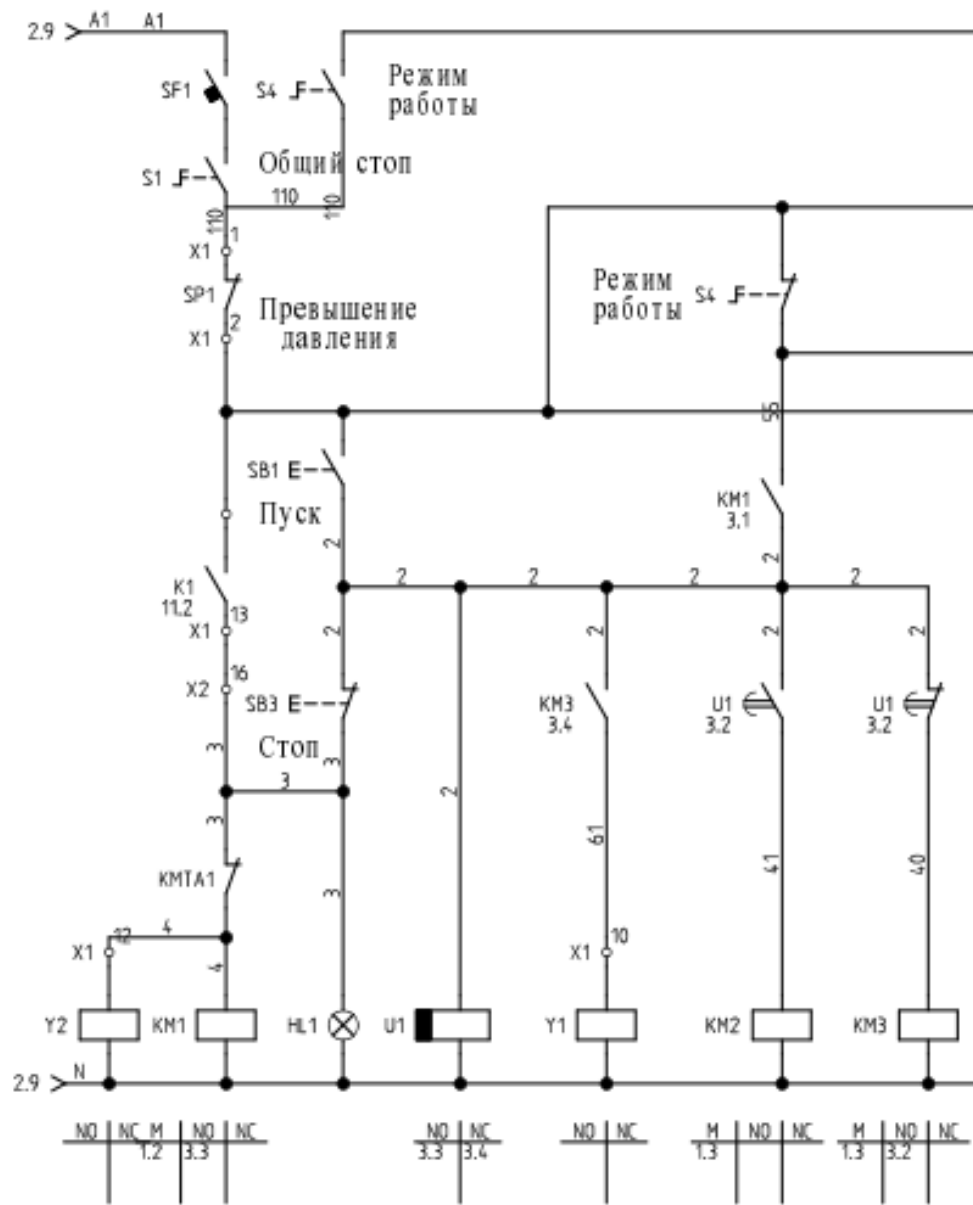 2.9 A1 A1
SF1 S4 Режим
работы
S1 Общий стоп
110
110 110
1
X1
SP1 Режим
работы S4
2 Превышение
давления
X1
55
SB1 E
KM1
3.1
Пуск
2 2
2 2 2 2
K1
11.2
13
X1
2 2 2 2
16
X2
SB3 E KM3
3.4 U1
3.2 U1
3.2
3 Стоп 3
3 2
3 61 41 40
KMTA1
3
12 4
X1 4 X1 10
Y2 KM1 HL1 U1 Y1 KM2 KM3
2.9 N
NO NC M NO NC NO NC NO NC M NO NC M NO NC
1.2 3.3 3.3 3.4 1.3 1.3 3.2